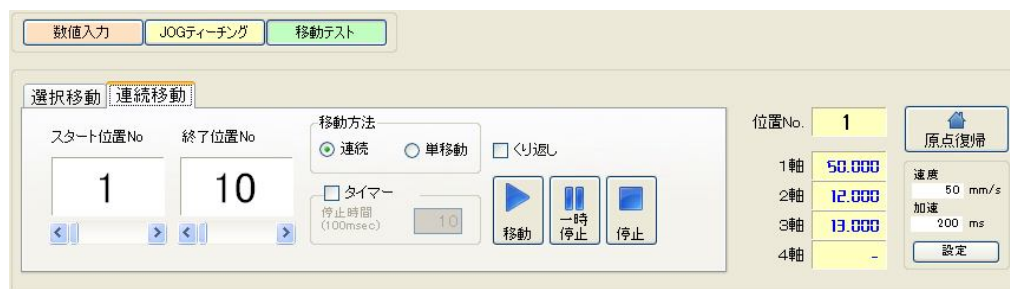 数値入力
JOGティーチング
移動テスト
選択移動
連続移動
スタート位置No
終了位置No
1
10
移動方法
連続
単移動
くり返し
タイマー
停止時間
(100msec)
10
移動
一時
停止
停止
位置No.
1
1軸
50.000
2軸
12.000
3軸
13.000
4軸
-
原点復帰
速度
50 mm/s
加速
200 ms
設定